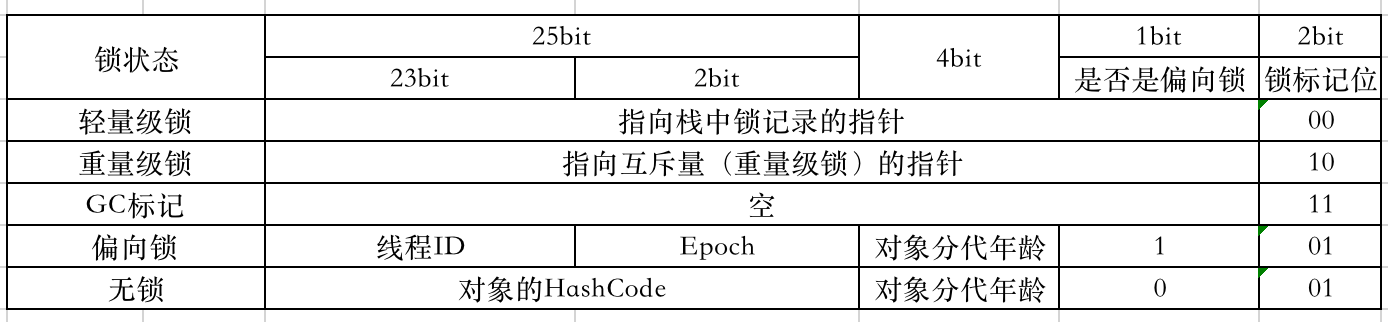 锁状态 25bit 4bit 1bit 2bit
23bit 2bit 是否是偏向锁 锁标记位
轻量级锁 指向栈中锁记录的指针 00
重量级锁 指向互斥量（重量级锁）的指针 10
GC标记 空 11
偏向锁 线程ID Epoch 对象分代年龄 1 01
无锁 对象的HashCode 对象分代年龄 0 01